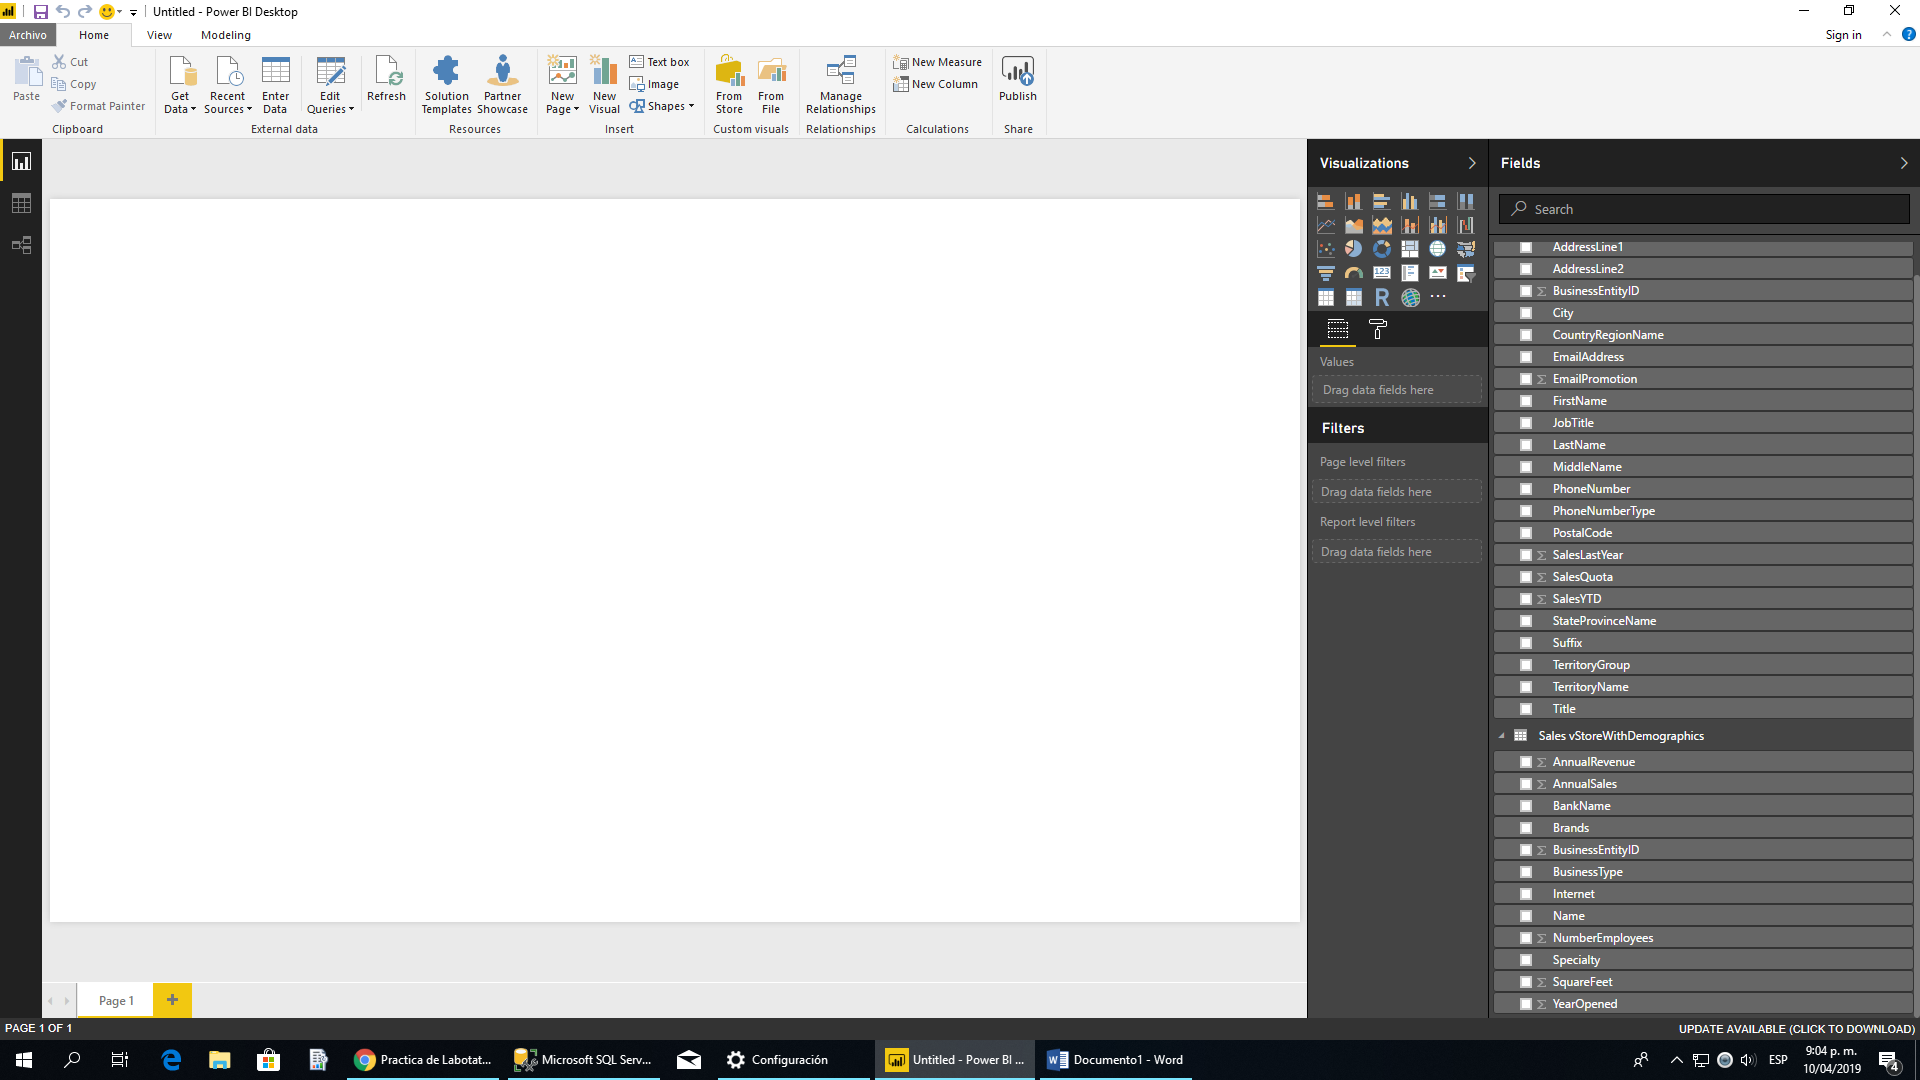 Untitled - Power BI Desktop
Archivo Home View Modeling Sign in
Paste
Cut
Copy
Format Painter
Clipboard
Get Data
Recent Sources
Enter Data
Edit Queries
Refresh
External data
Solution Templates
Partner Showcase
Resources
New Page
New Visual
Text box
Image
Shapes
Insert
From Store
From File
Custom visuals
Manage Relationships
Relationships
New Measure
New Column
Calculations
Publish
Share
Visualizations
123
R
Values
Drag data fields here
Filters
Page level filters
Drag data fields here
Report level filters
Drag data fields here
Fields
Search
AddressLine1
AddressLine2
BusinessEntityID
City
CountryRegionName
EmailAddress
EmailPromotion
FirstName
JobTitle
LastName
MiddleName
PhoneNumber
PhoneNumberType
PostalCode
SalesLastYear
SalesQuota
SalesYTD
StateProvinceName
Suffix
TerritoryGroup
TerritoryName
Title
Sales vStoreWithDemographics
AnnualRevenue
AnnualSales
BankName
Brands
BusinessEntityID
BusinessType
Internet
Name
NumberEmployees
Specialty
SquareFeet
YearOpened
Page 1
PAGE 1 OF 1
UPDATE AVAILABLE (CLICK TO DOWNLOAD)
Practica de Labotat...
Microsoft SQL Serv...
Configuración
Untitled - Power BI ...
Documento1 - Word
ESP
9:04 p. m.
10/04/2019
4